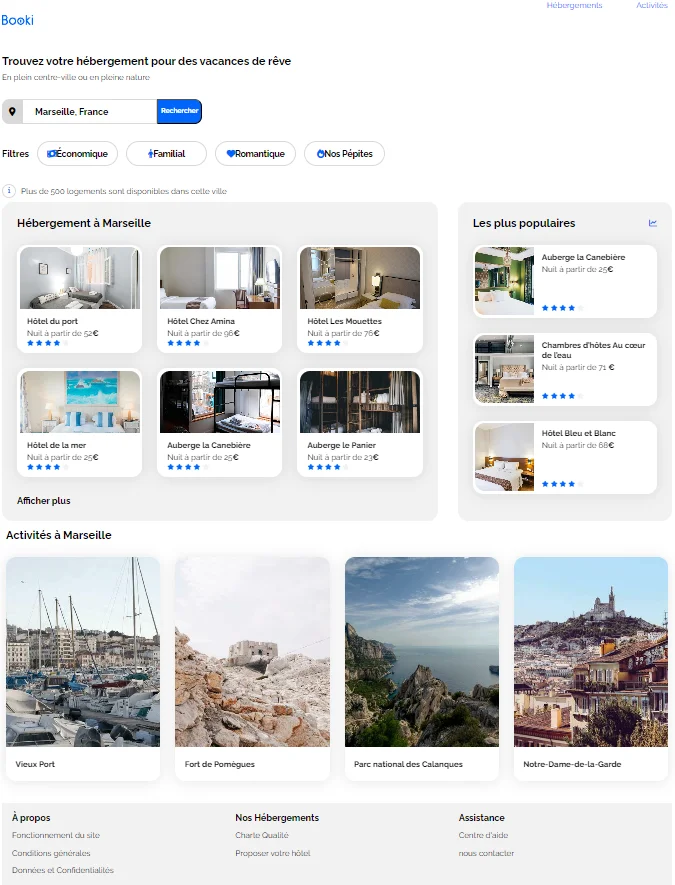 Hébergements
Activités
Booki
Trouvez votre hébergement pour des vacances de rêve
En plein centre-ville ou en pleine nature
Marseille, France
Rechercher
Filtres
Économique
Familial
Romantique
Nos Pépites
Plus de 500 logements sont disponibles dans cette ville
Hébergement à Marseille
Hôtel du port
Nuit à partir de 52€
Hôtel Chez Amina
Nuit à partir de 96€
Hôtel Les Mouettes
Nuit à partir de 76€
Hôtel de la mer
Nuit à partir de 25€
Auberge la Canebière
Nuit à partir de 25€
Auberge le Panier
Nuit à partir de 23€
Afficher plus
Les plus populaires
Auberge la Canebière
Nuit à partir de 25€
Chambres d'hôtes Au cœur
de l'eau
Nuit à partir de 71 €
Hôtel Bleu et Blanc
Nuit à partir de 68€
Activités à Marseille
Vieux Port
Fort de Pomègues
Parc national des Calanques
Notre-Dame-de-la-Garde
À propos
Fonctionnement du site
Conditions générales
Données et Confidentialités
Nos Hébergements
Charte Qualité
Proposer votre hôtel
Assistance
Centre d'aide
nous contacter